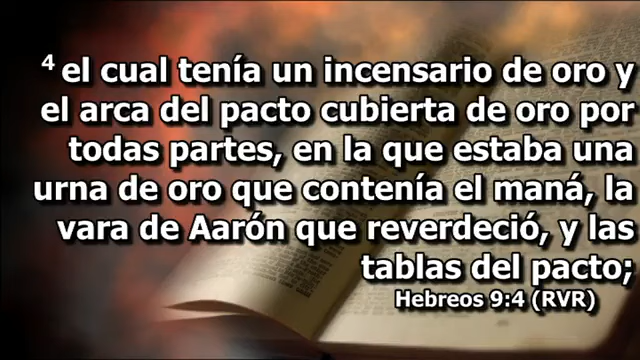 4 el cual tenía un incensario de oro y
el arca del pacto cubierta de oro por
todas partes, en la que estaba una
urna de oro que contenía el maná, la
vara de Aarón que reverdeció, y las
tablas del pacto;
Hebreos 9:4 (RVR)